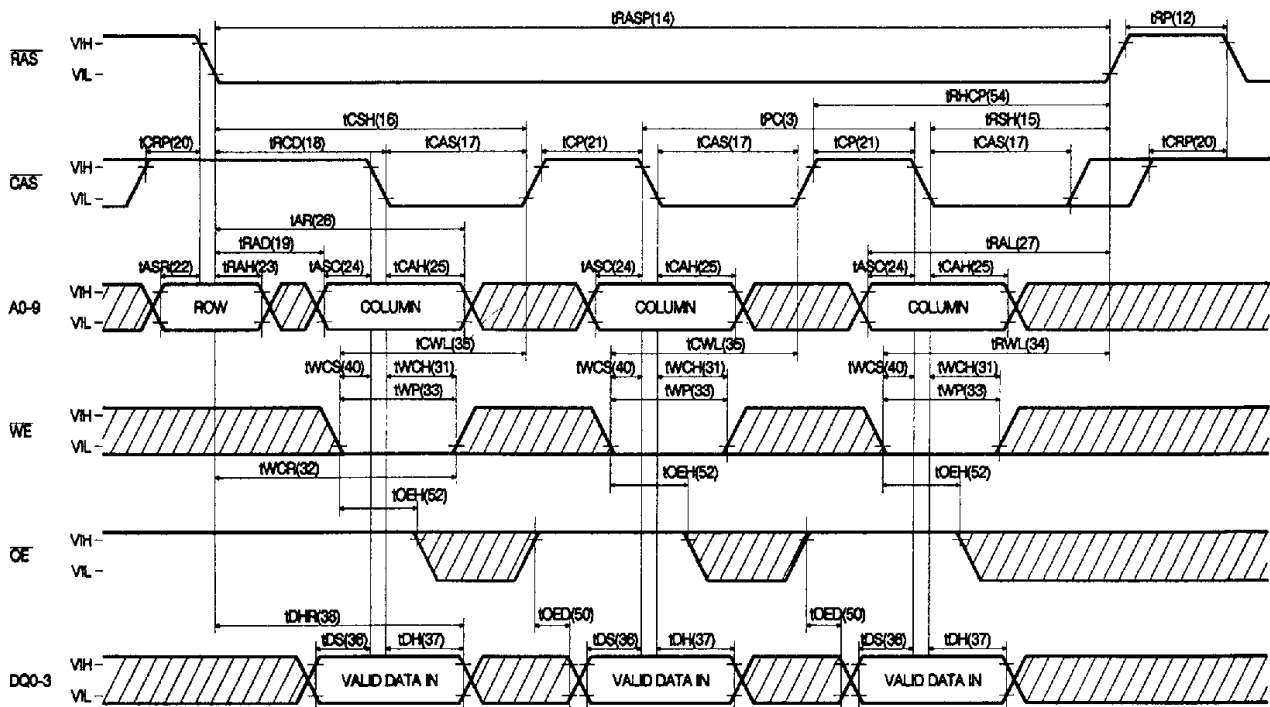 tRASP(14) tRP(12)
RAS VIH
VIL
tRHCP(54)
tCSH(16) tPC(3) tRSH(15)
tCRP(20) tRCD(18) tCAS(17) tCP(21) tCAS(17) tCP(21) tCAS(17) tCRP(20)
CAS VIH
VIL
tAR(26)
tRAD(19) tRAL(27)
tASR(22) tRAH(23) tASC(24) tCAH(25) tASC(24) tCAH(25) tASC(24) tCAH(25)
A0-9 VIH
VIL
ROW COLUMN COLUMN COLUMN
tCWL(35) tCWL(35) tRWL(34)
tWCS(40) tWCH(31) tWCS(40) tWCH(31) tWCS(40) tWCH(31)
tWP(33) tWP(33) tWP(33)
WE VIH
VIL
tWCR(32) tOEH(52) tOEH(52)
tOEH(52)
OE VIH
VIL
tDHR(38) tOED(50) tOED(50)
tDS(36) tDH(37) tDS(36) tDH(37) tDS(36) tDH(37)
DQ0-3 VIH
VIL
VALID DATA IN VALID DATA IN VALID DATA IN